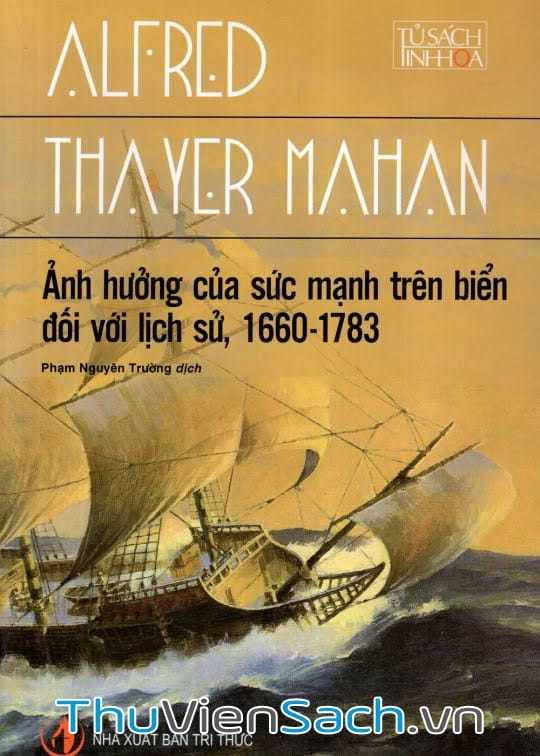 ALFRED
TỦ SÁCH
TINH HOA
THAYER MAHAN
Ảnh hưởng của sức mạnh trên biển
đối với lịch sử, 1660-1783
Phạm Nguyên Trường dịch
ThuVienSach.vn
NHÀ XUẤT BẢN TRI THỨC